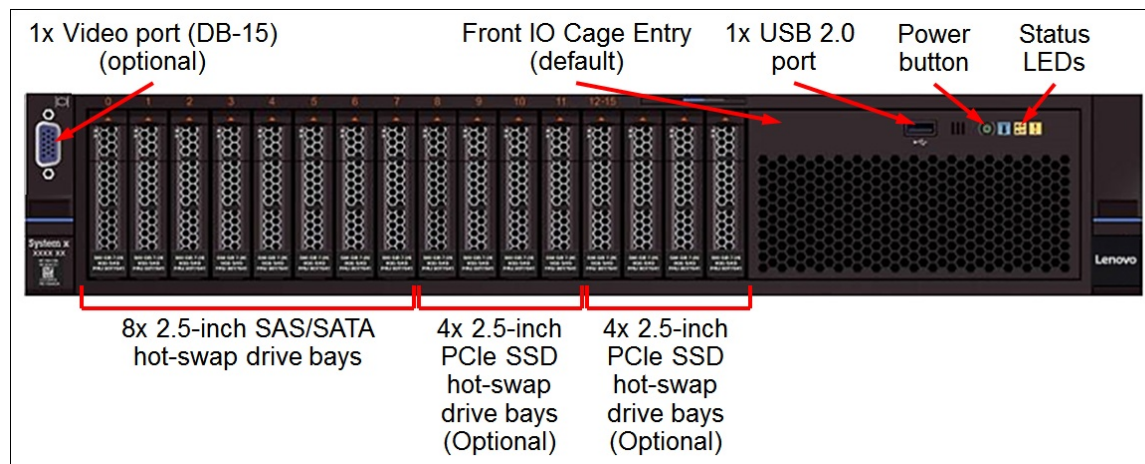 1x Video port (DB-15)
(optional)
Front IO Cage Entry
(default)
1x USB 2.0
port
Power
button
Status
LEDs
0 1 2 3 4 5 6 7 8 9 10 11 12-15
System x
XXXX XX
Lenovo
8x 2.5-inch SAS/SATA
hot-swap drive bays
4x 2.5-inch
PCIe SSD
hot-swap
drive bays
(Optional)
4x 2.5-inch
PCIe SSD
hot-swap
drive bays
(Optional)